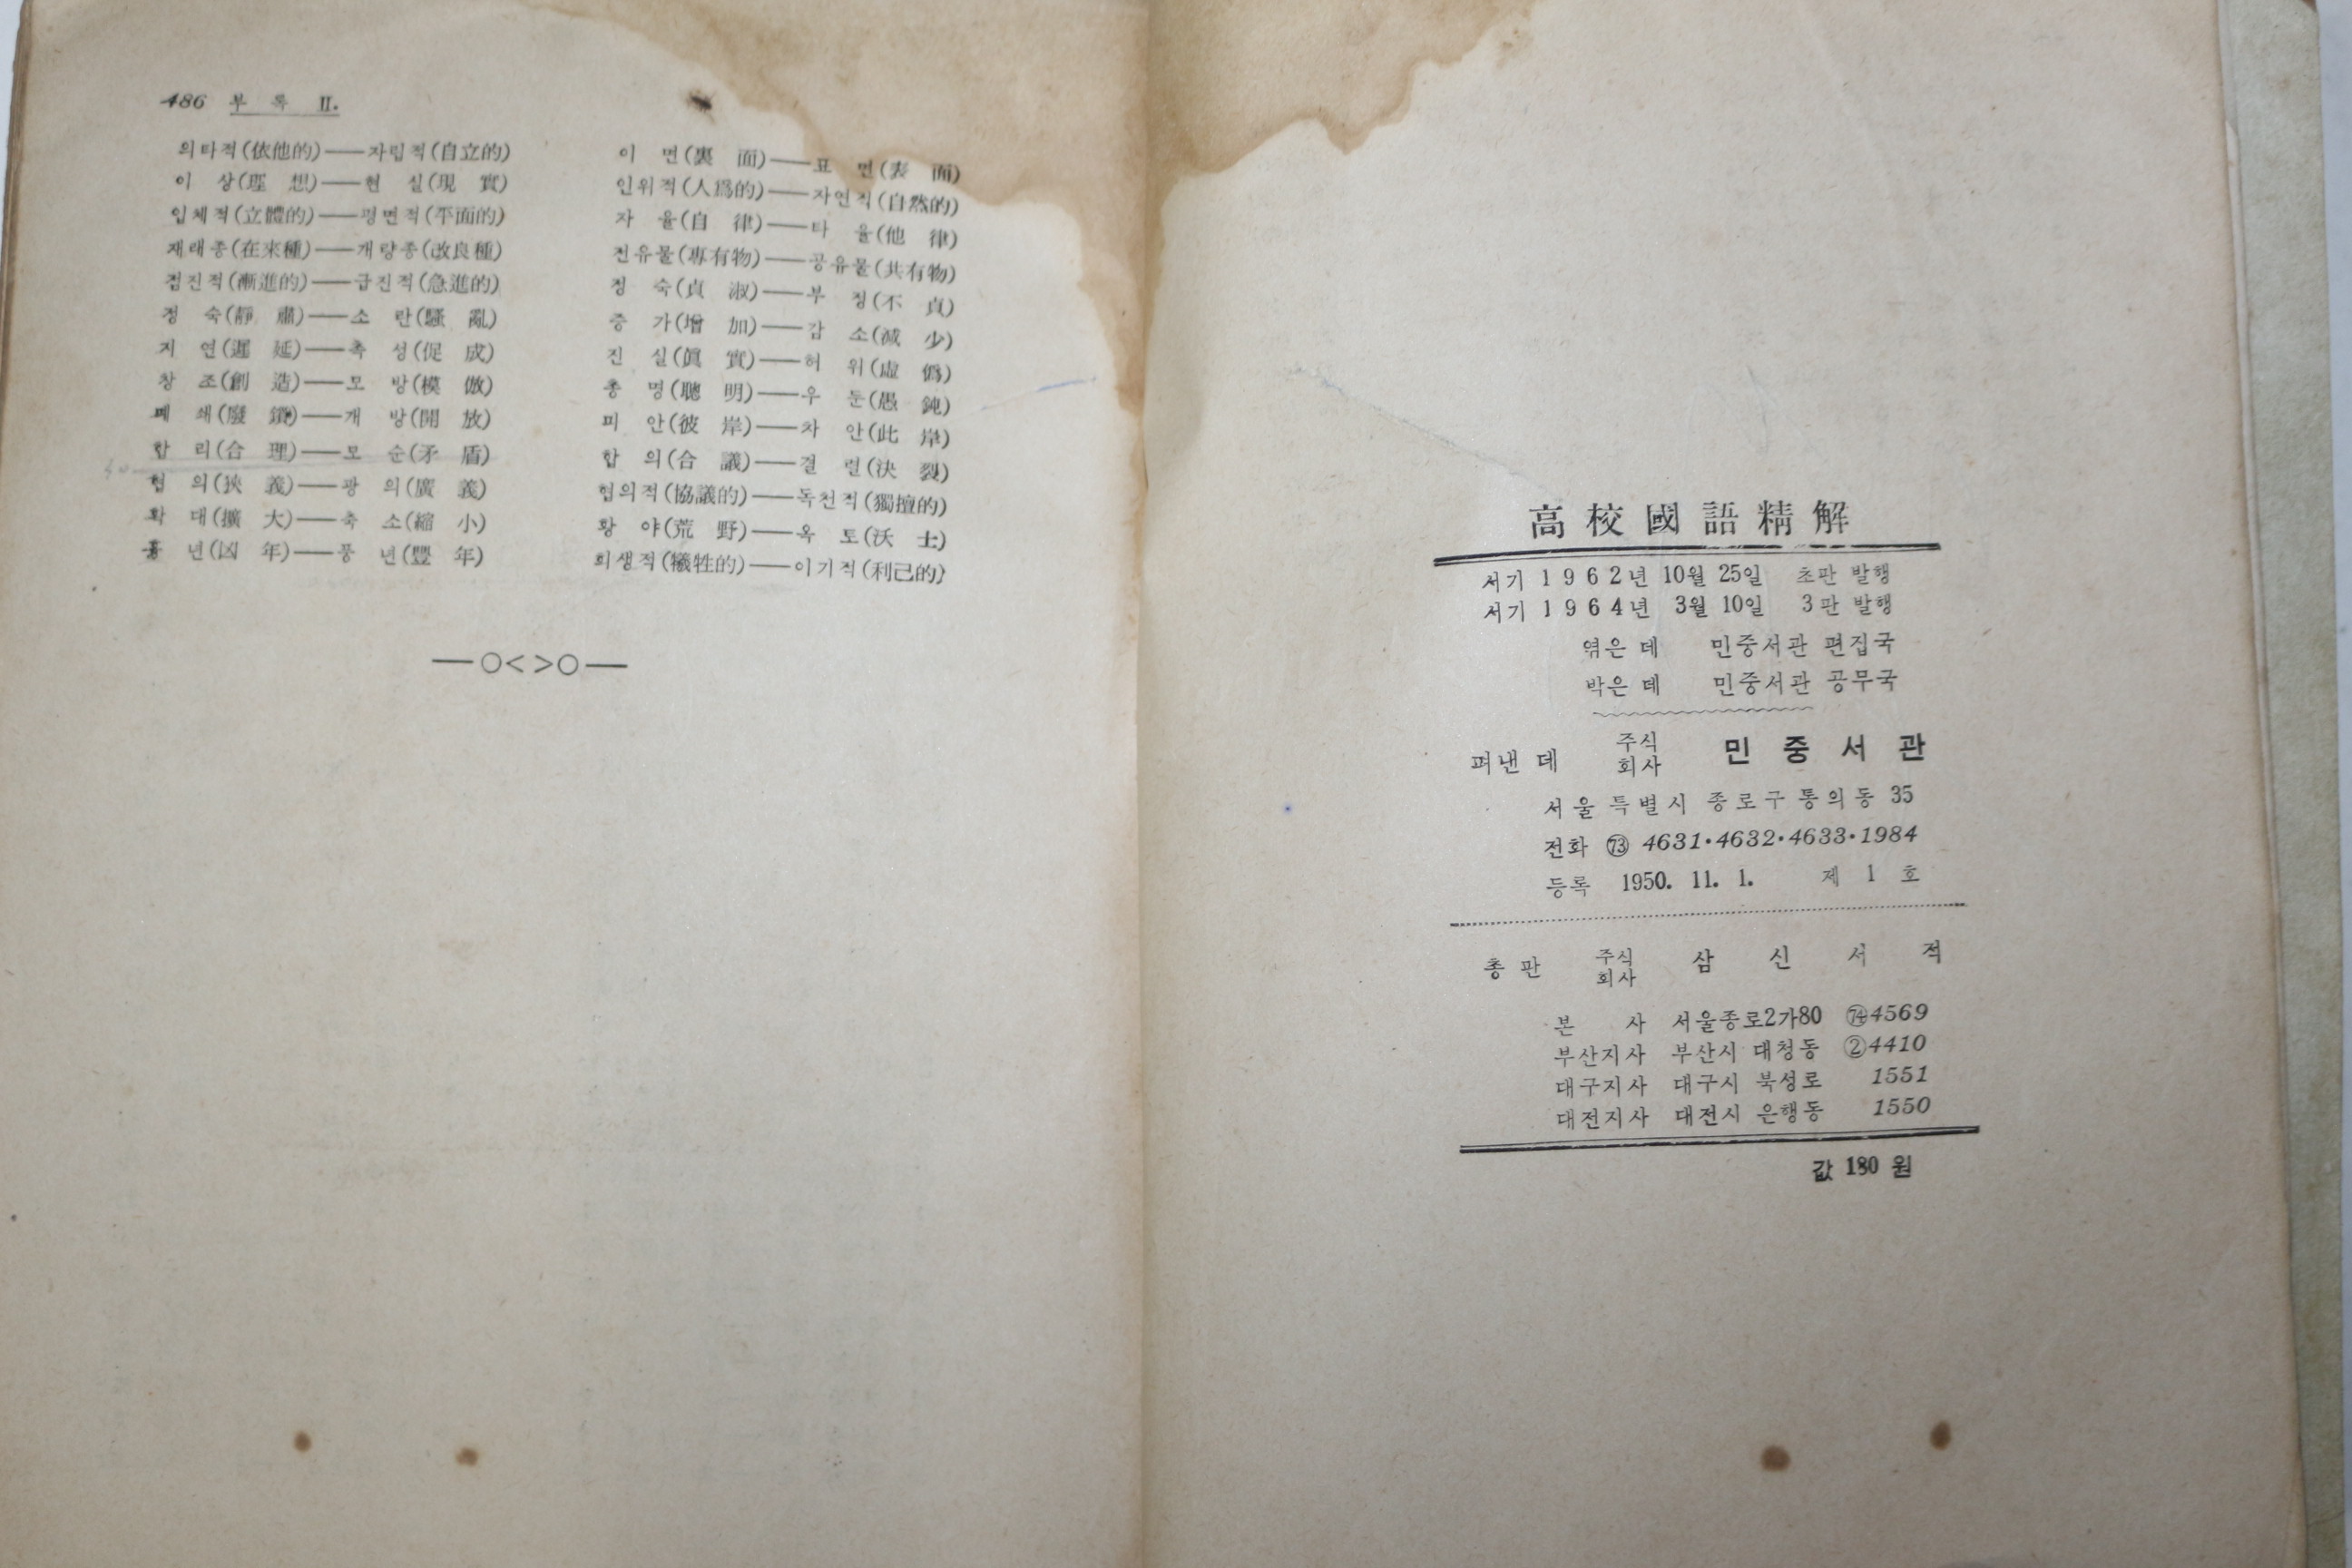 486 부 록 II.
의타적(依他的)——자립적(自立的)
이 상(理 想)——현 실(現 實)
입체적(立體的)——평면적(平面的)
재래종(在來種)——개량종(改良種)
점진적(漸進的)——급진적(急進的)
정 숙(靜 肅)——소 란(騷 亂)
지 연(遲 延)——촉 성(促 成)
창 조(創 造)——모 방(模 倣)
폐 쇄(廢 鎖)——개 방(開 放)
합 리(合 理)——모 순(矛 盾)
협 의(狹 義)——광 의(廣 義)
확 대(擴 大)——축 소(縮 小)
흉 년(凶 年)——풍 년(豐 年)
이 면(裏 面)——표 면(表 面)
인위적(人爲的)——자연적(自然的)
자 율(自 律)——타 율(他 律)
전유물(專有物)——공유물(共有物)
정 숙(貞 淑)——부 정(不 貞)
증 가(增 加)——감 소(減 少)
진 실(眞 實)——허 위(虛 僞)
총 명(聰 明)——우 둔(愚 鈍)
피 안(彼 岸)——차 안(此 岸)
합 의(合 議)——결 렬(決 裂)
협의적(協議的)——독천적(獨擅的)
황 야(荒 野)——옥 토(沃 土)
희생적(犧牲的)——이기적(利己的)
—○< >○—
高校國語精解
서기 1962년 10월 25일 초판 발행
서기 1964년 3월 10일 3판 발행
엮은 데 민중서관 편집국
박은 데 민중서관 공무국
펴낸 데 주식회사 민중서관
서울 특별시 종로구 통의동 35
전화 ㊼ 4631·4632·4633·1984
등록 1950. 11. 1. 제 1 호
총 판 주식회사 삼 신 서 적
본 사 서울종로2가80 74 4569
부산지사 부산시 대청동 ②4410
대구지사 대구시 북성로 1551
대전지사 대전시 은행동 1550
값 180 원